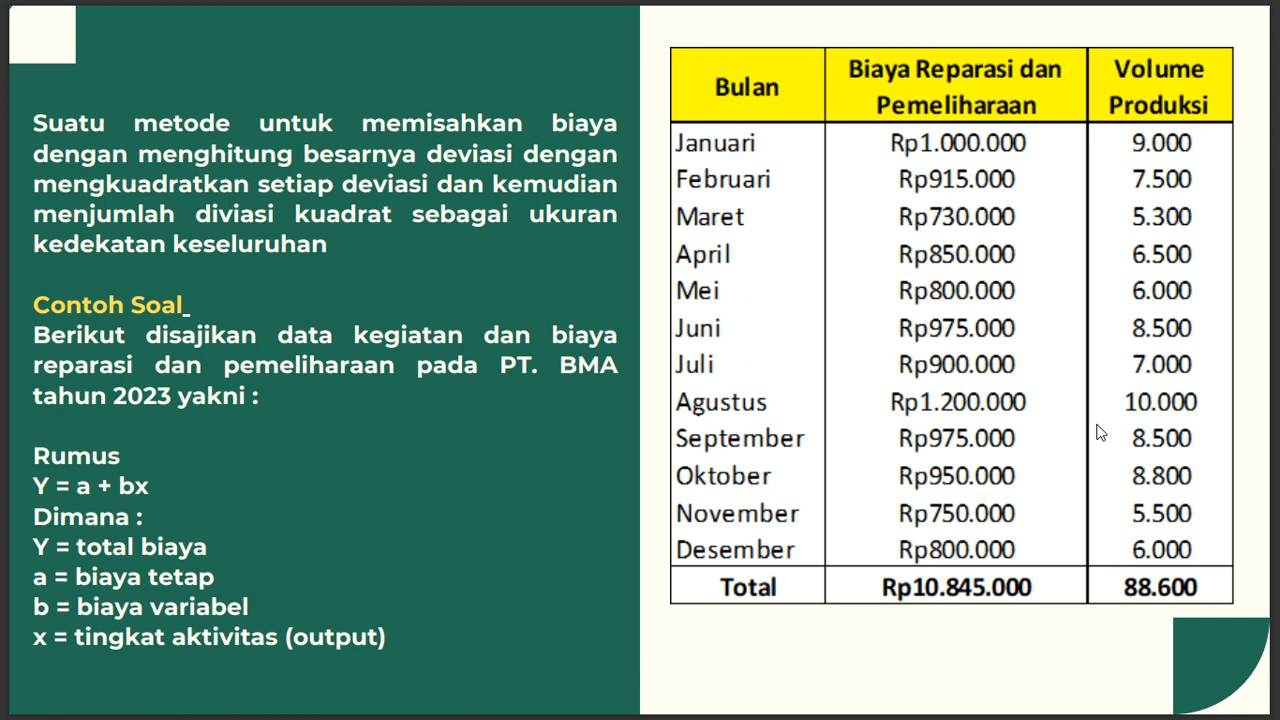 Suatu metode untuk memisahkan biaya
dengan menghitung besarnya deviasi dengan
mengkuadratkan setiap deviasi dan kemudian
menjumlah diviasi kuadrat sebagai ukuran
kedekatan keseluruhan
Contoh Soal
Berikut disajikan data kegiatan dan biaya
reparasi dan pemeliharaan pada PT. BMA
tahun 2023 yakni :
Rumus
Y = a + bx
Dimana :
Y = total biaya
a = biaya tetap
b = biaya variabel
x = tingkat aktivitas (output)
Bulan Biaya Reparasi dan Pemeliharaan Volume Produksi
Januari Rp1.000.000 9.000
Februari Rp915.000 7.500
Maret Rp730.000 5.300
April Rp850.000 6.500
Mei Rp800.000 6.000
Juni Rp975.000 8.500
Juli Rp900.000 7.000
Agustus Rp1.200.000 10.000
September Rp975.000 8.500
Oktober Rp950.000 8.800
November Rp750.000 5.500
Desember Rp800.000 6.000
Total Rp10.845.000 88.600